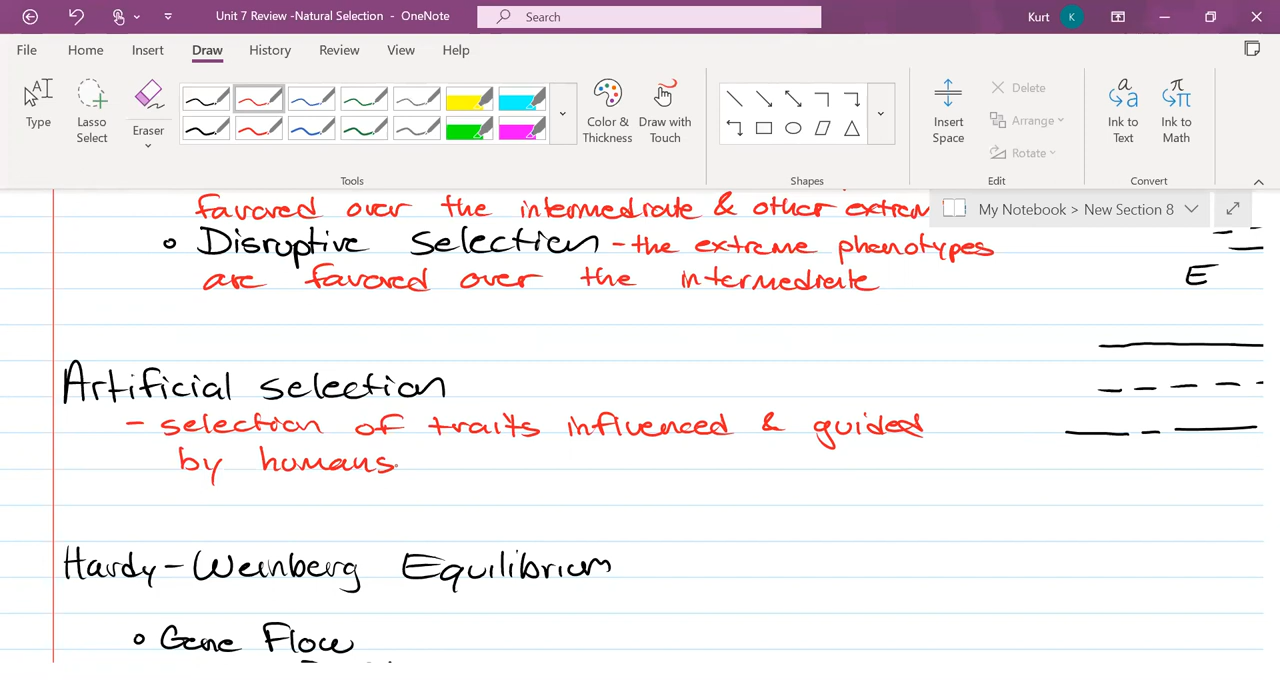 Unit 7 Review -Natural Selection - OneNote
Search
Kurt K
File Home Insert Draw History Review View Help
Type
Lasso Select
Eraser
Color & Thickness
Draw with Touch
Insert Space
Delete
Arrange
Rotate
Ink to Text
Ink to Math
Tools Shapes Edit Convert
My Notebook > New Section 8
favored over the intermediate & other extrem
Disruptive Selection - the extreme phenotypes
are favored over the intermediate
E
Artificial selection
- selection of traits influenced & guided
by humans
Hardy-Weinberg Equilibrium
Gene Flow